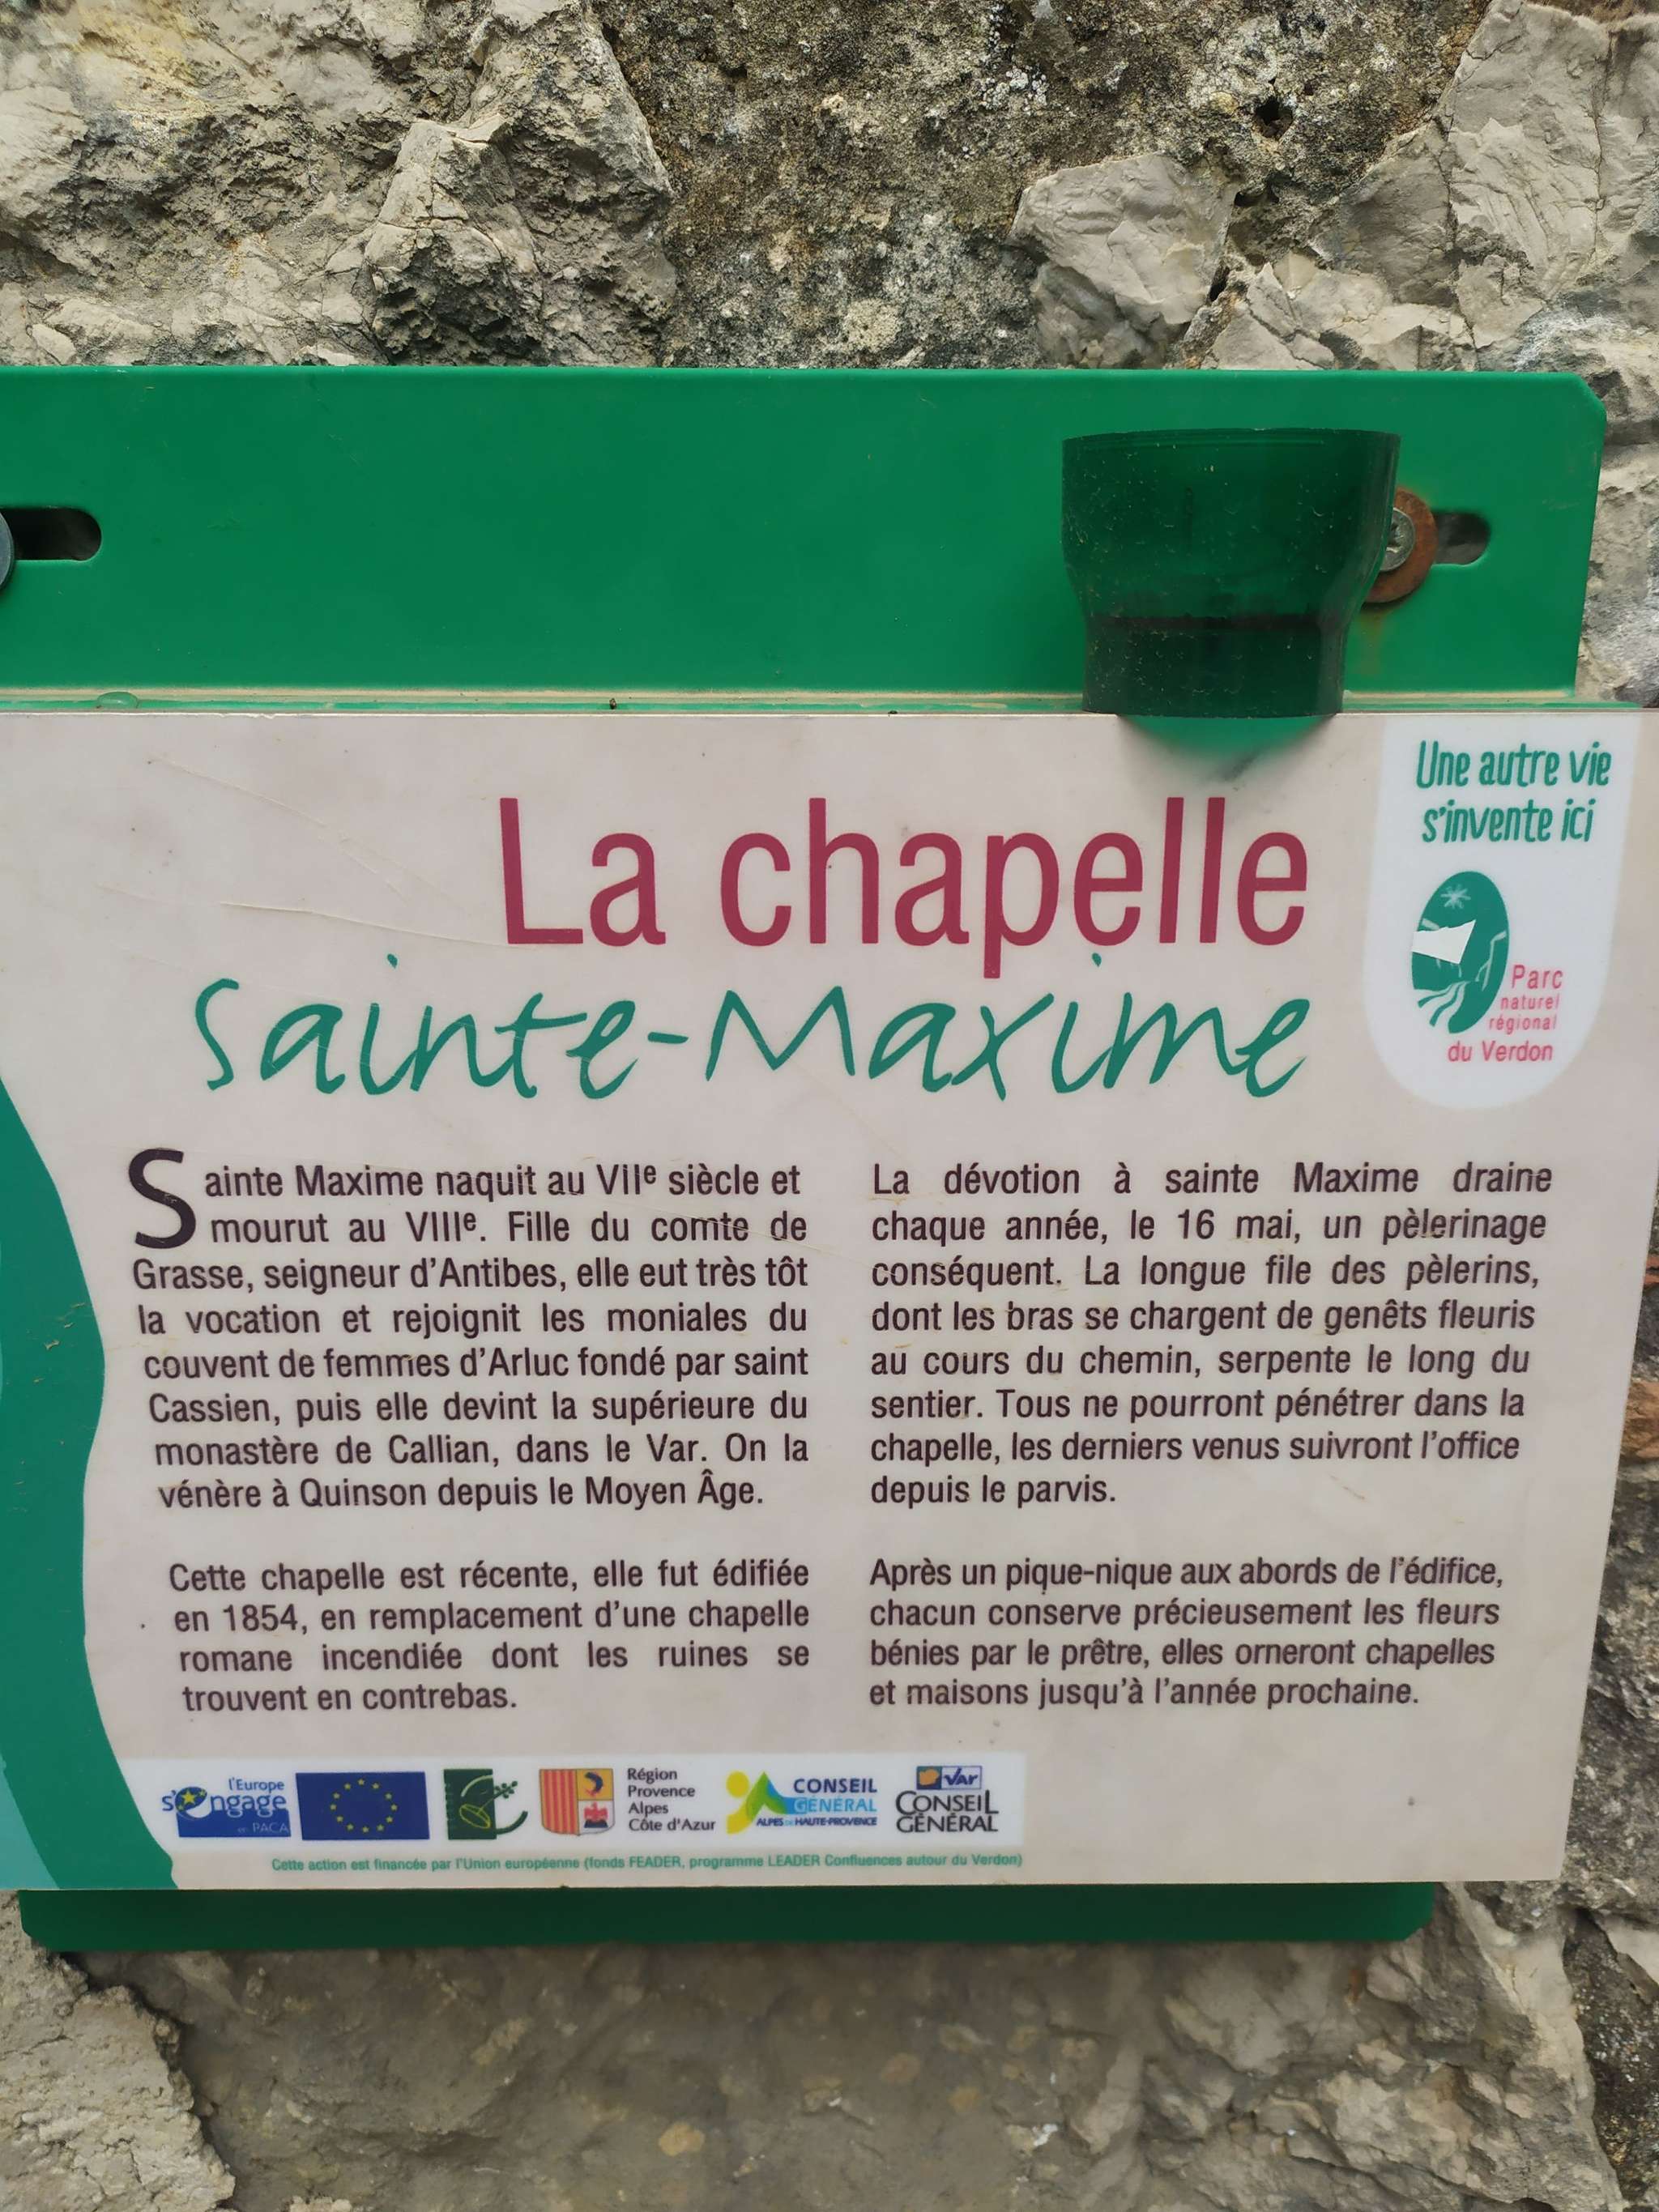 Une autre vie
s'invente ici
Parc
naturel
régional
du Verdon
La chapelle
Sainte-Maxime
Sainte Maxime naquit au VIIe siècle et
mourut au VIIIe. Fille du comte de
Grasse, seigneur d'Antibes, elle eut très tôt
la vocation et rejoignit les moniales du
couvent de femmes d'Arluc fondé par saint
Cassien, puis elle devint la supérieure du
monastère de Callian, dans le Var. On la
vénère à Quinson depuis le Moyen Âge.
Cette chapelle est récente, elle fut édifiée
en 1854, en remplacement d'une chapelle
romane incendiée dont les ruines se
trouvent en contrebas.
La dévotion à sainte Maxime draine
chaque année, le 16 mai, un pèlerinage
conséquent. La longue file des pèlerins,
dont les bras se chargent de genêts fleuris
au cours du chemin, serpente le long du
sentier. Tous ne pourront pénétrer dans la
chapelle, les derniers venus suivront l'office
depuis le parvis.
Après un pique-nique aux abords de l'édifice,
chacun conserve précieusement les fleurs
bénies par le prêtre, elles orneront chapelles
et maisons jusqu'à l'année prochaine.
l'Europe
s'engage
en PACA
Région
Provence
Alpes
Côte d'Azur
CONSEIL
GÉNÉRAL
ALPES DE HAUTE-PROVENCE
Var
CONSEIL
GÉNÉRAL
Cette action est financée par l'Union européenne (fonds FEADER, programme LEADER Confluences autour du Verdon)